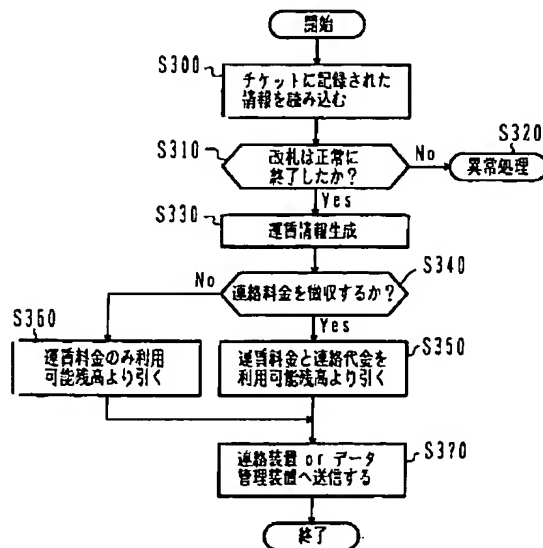 開始
S300
チケットに記録された
情報を読み込む
S310
改札は正常に
終了したか？
No
S320
異常処理
Yes
S330
運賃情報生成
S340
連絡料金を徴収するか？
No
Yes
S360
運賃料金のみ利用
可能残高より引く
S350
運賃料金と連絡代金を
利用可能残高より引く
S370
連絡装置 or データ
管理装置へ送信する
終了